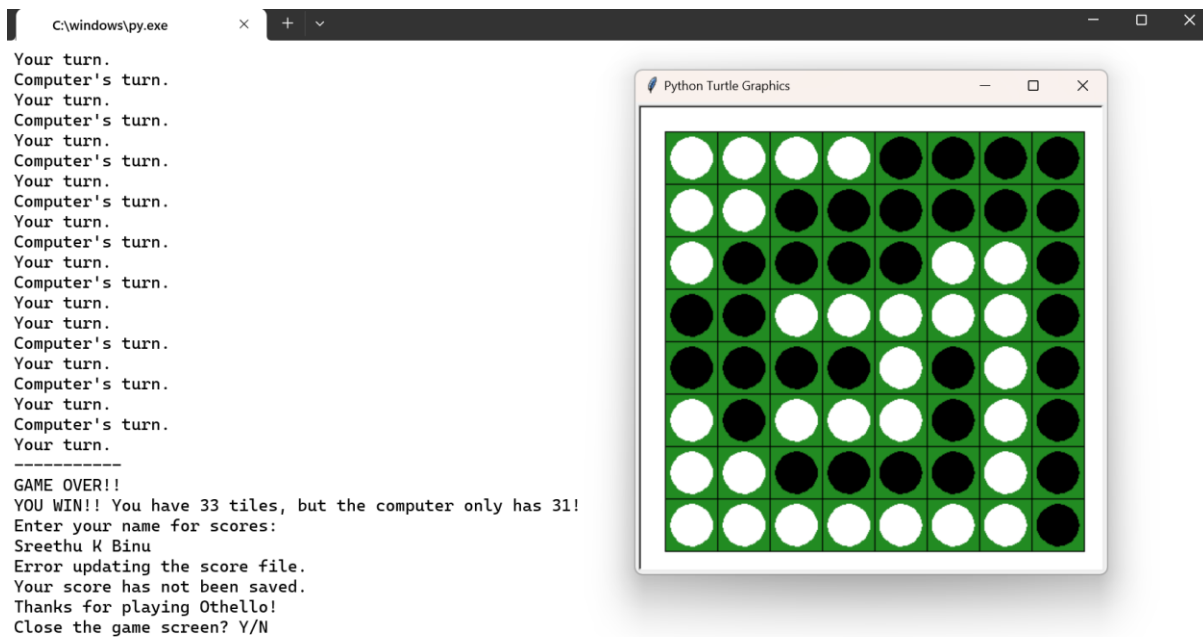 C:\windows\py.exe
Your turn.
Computer's turn.
Your turn.
Computer's turn.
Your turn.
Computer's turn.
Your turn.
Computer's turn.
Your turn.
Computer's turn.
Your turn.
Computer's turn.
Your turn.
Your turn.
Computer's turn.
Your turn.
Computer's turn.
Your turn.
Computer's turn.
Your turn.
-----------
GAME OVER!!
YOU WIN!! You have 33 tiles, but the computer only has 31!
Enter your name for scores:
Sreethu K Binu
Error updating the score file.
Your score has not been saved.
Thanks for playing Othello!
Close the game screen? Y/N
Python Turtle Graphics